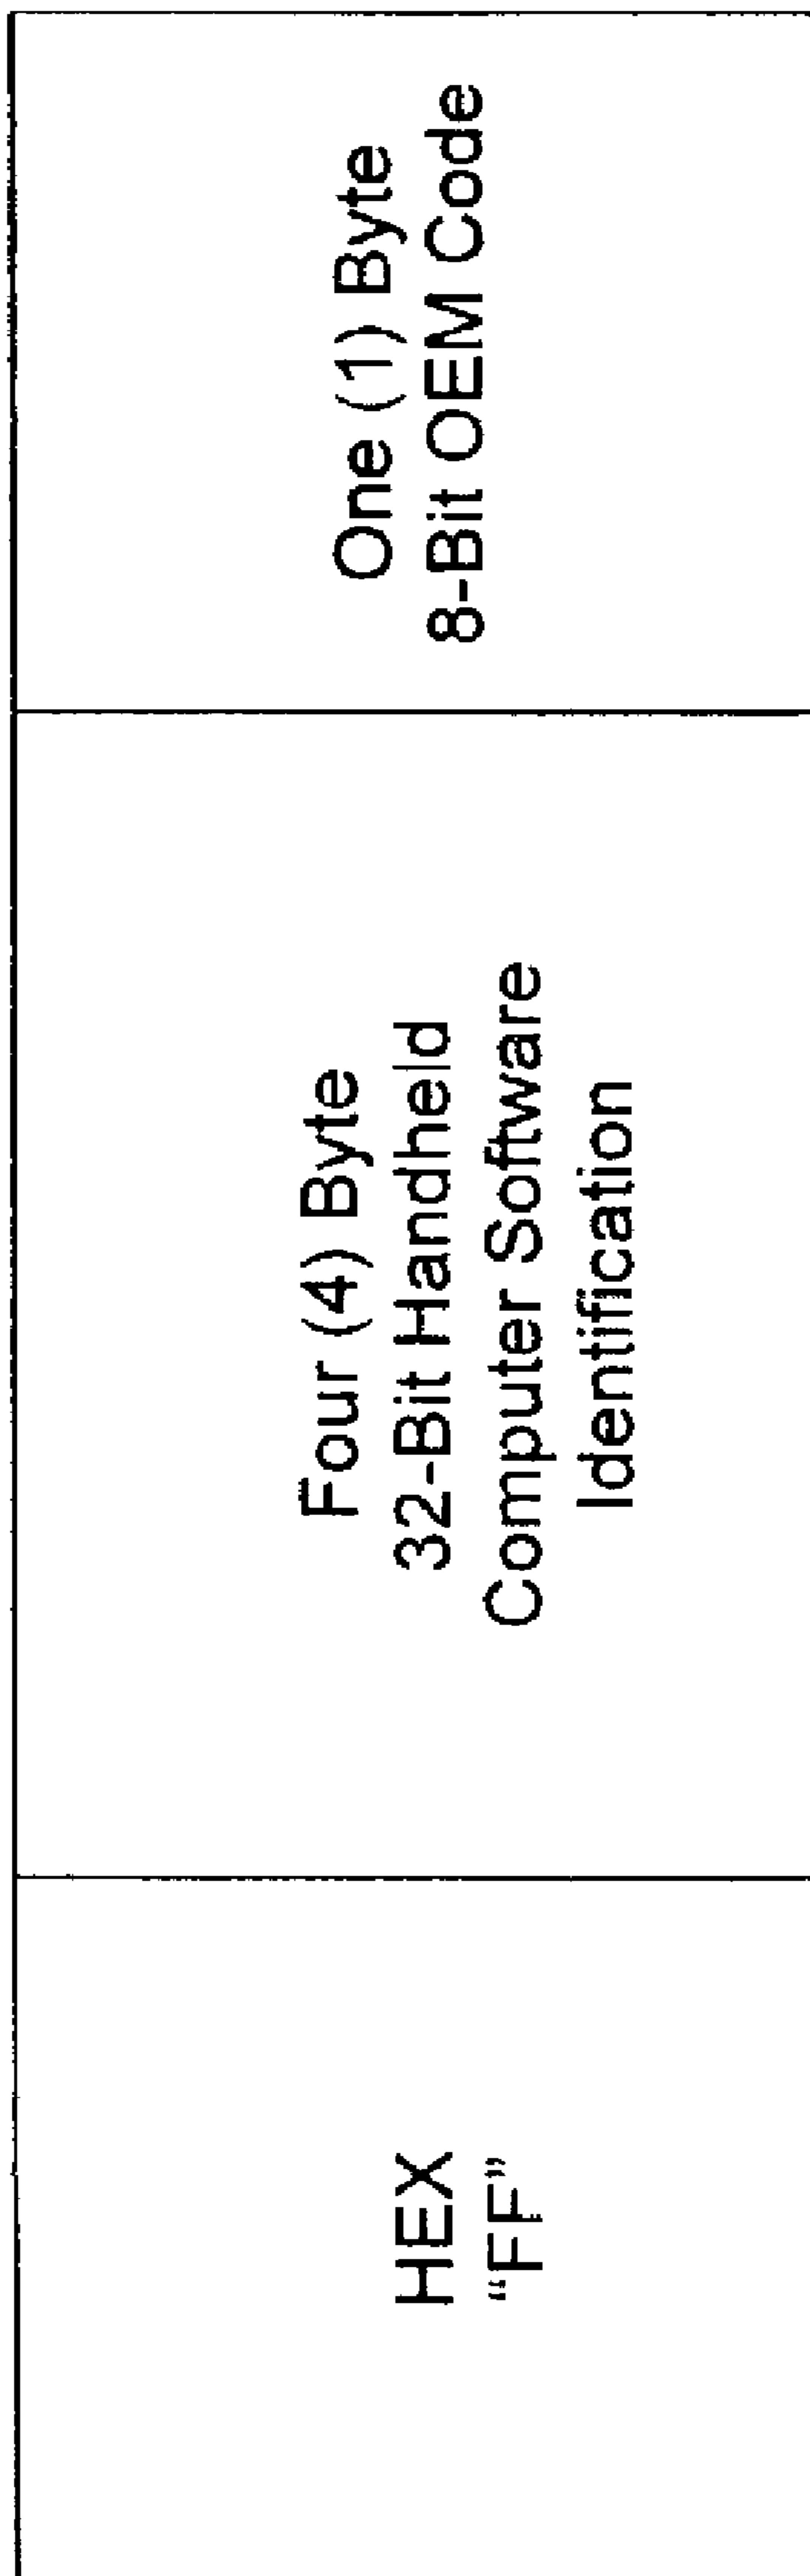 HEX
“FF”
Four (4) Byte
32-Bit Handheld
Computer Software
Identification
One (1) Byte
8-Bit OEM Code